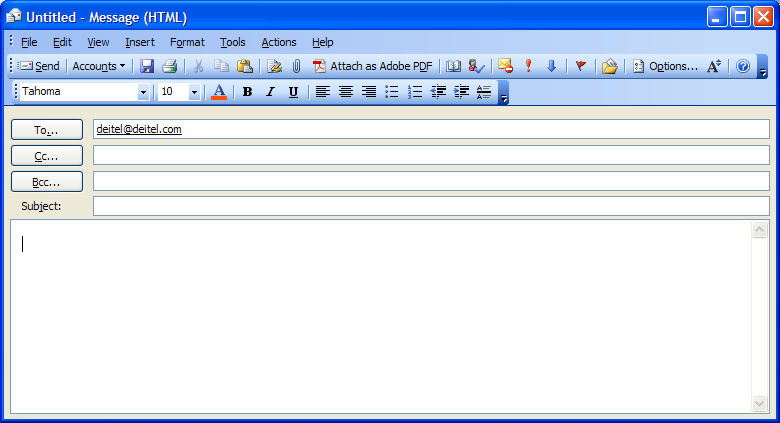 Untitled - Message (HTML)
File Edit View Insert Format Tools Actions Help
Send Accounts Attach as Adobe PDF Options... A
Tahoma 10 A B I U
To... deitel@deitel.com
Cc...
Bcc...
Subject: